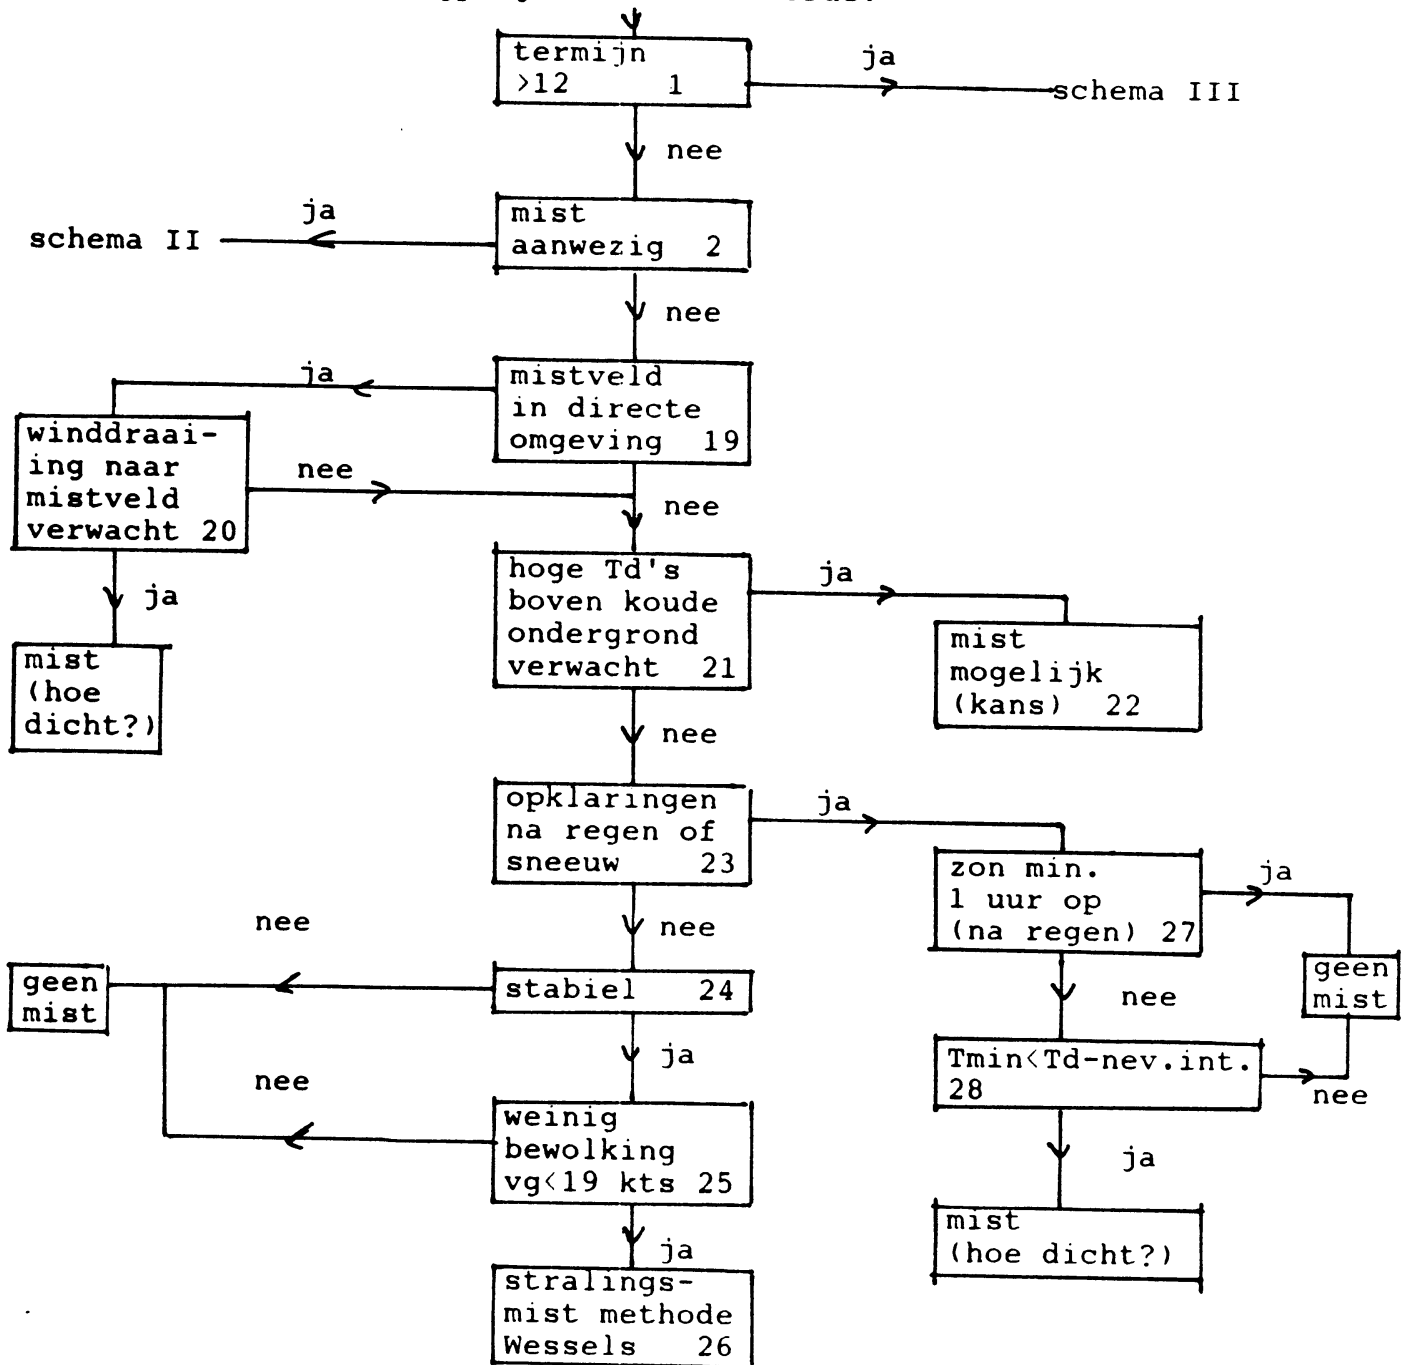 termijn
>12 1
ja
schema III
nee
mist
aanwezig 2
ja
schema II
nee
mistveld
in directe
omgeving 19
ja
winddraai-
ing naar
mistveld
verwacht 20
nee
nee
ja
mist
(hoe
dicht?)
hoge Td's
boven koude
ondergrond
verwacht 21
ja
mist
mogelijk
(kans) 22
nee
opklaringen
na regen of
sneeuw 23
ja
zon min.
1 uur op
(na regen) 27
ja
geen
mist
nee
nee
nee
geen
mist
stabiel 24
Tmin<Td-nev.int.
28
nee
ja
nee
weinig
bewolking
vg<19 kts 25
ja
mist
(hoe dicht?)
ja
stralings-
mist methode
Wessels 26